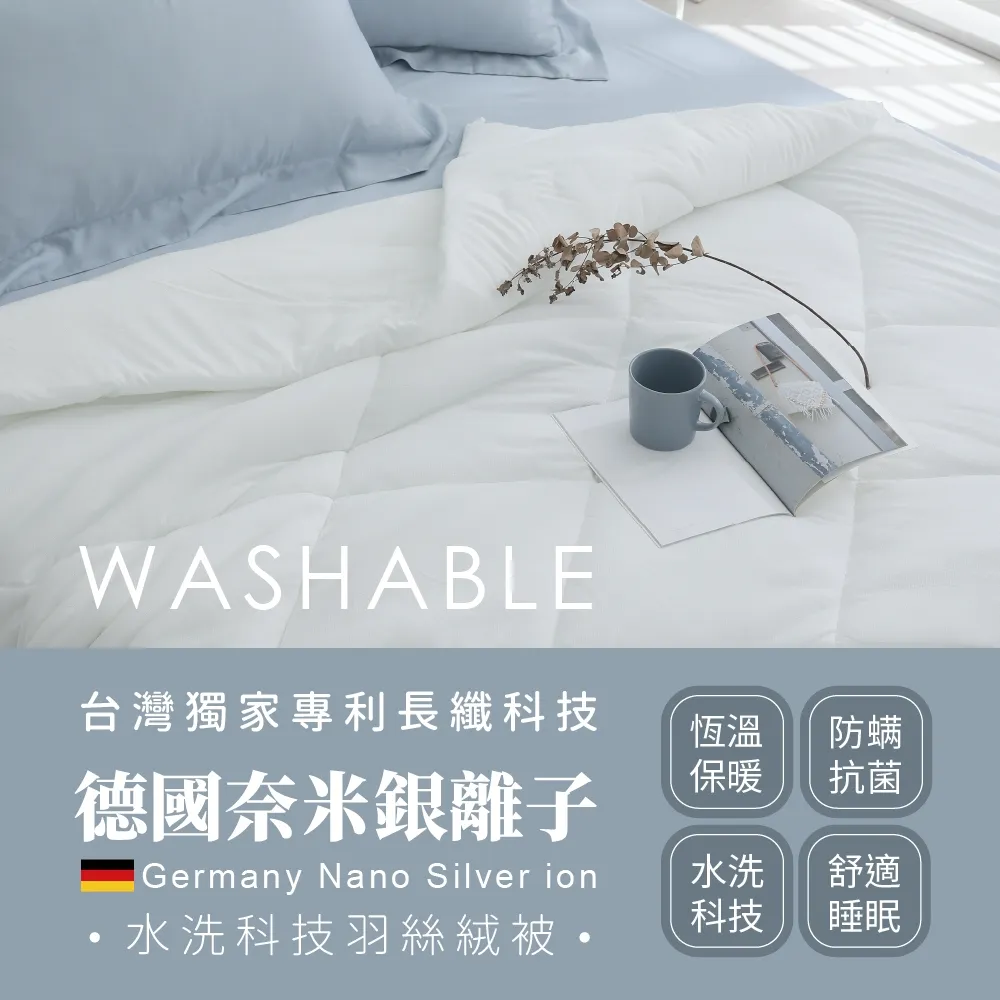 WASHABLE
台灣獨家專利長纖科技
德國奈米銀離子
Germany Nano Silver ion
•水洗科技羽絲絨被•
恆溫
保暖
防螨
抗菌
水洗
科技
舒適
睡眠